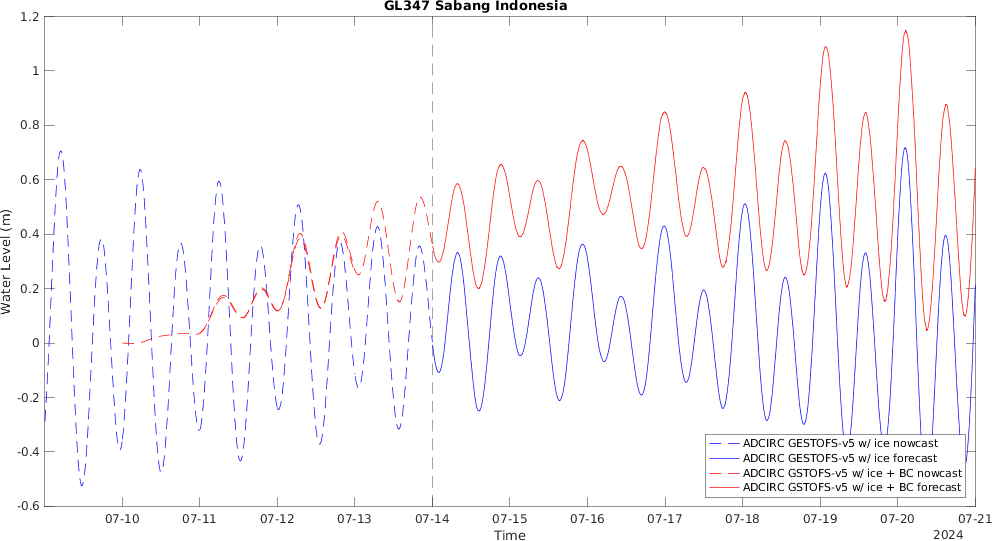 GL347 Sabang Indonesia
1.2
1
0.8
0.6
0.4
0.2
0
-0.2
-0.4
-0.6
Water Level (m)
07-10 07-11 07-12 07-13 07-14 07-15 07-16 07-17 07-18 07-19 07-20 07-21
Time
2024
ADCIRC GESTOFS-v5 w/ ice nowcast
ADCIRC GESTOFS-v5 w/ ice forecast
ADCIRC GSTOFS-v5 w/ ice + BC nowcast
ADCIRC GSTOFS-v5 w/ ice + BC forecast